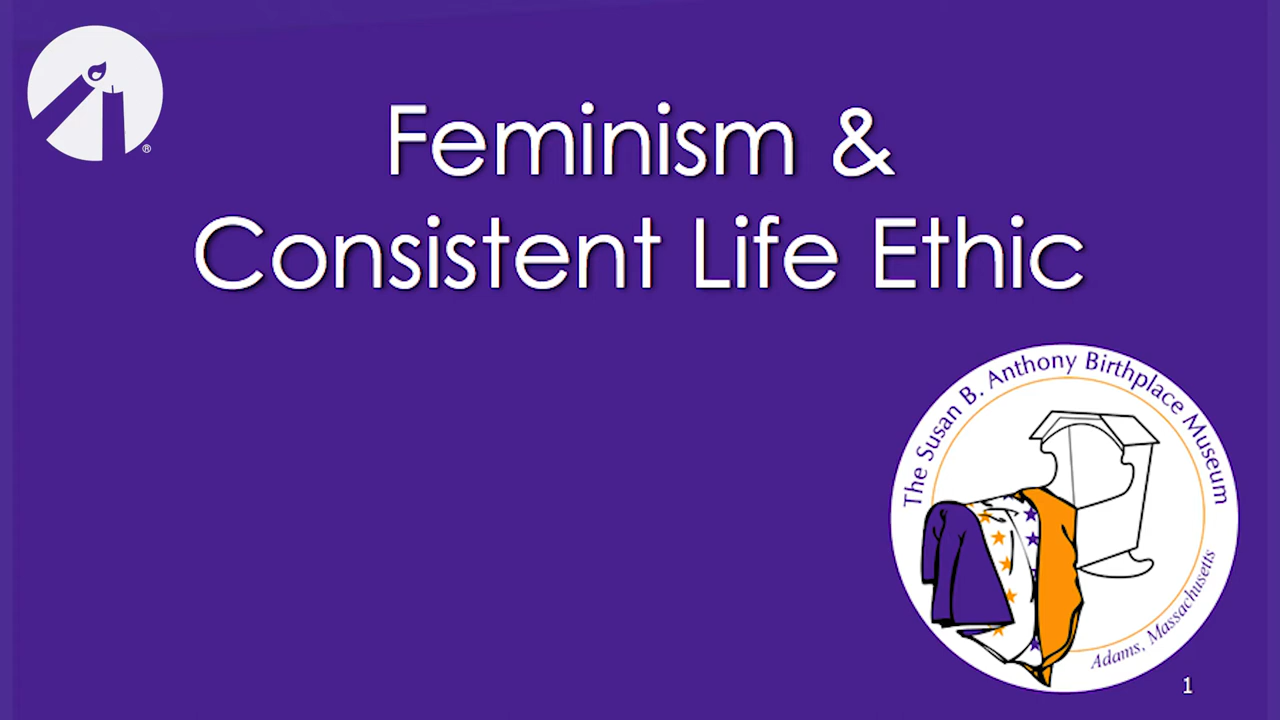 ®
Feminism &
Consistent Life Ethic
The Susan B. Anthony Birthplace Museum
Adams, Massachusetts
1